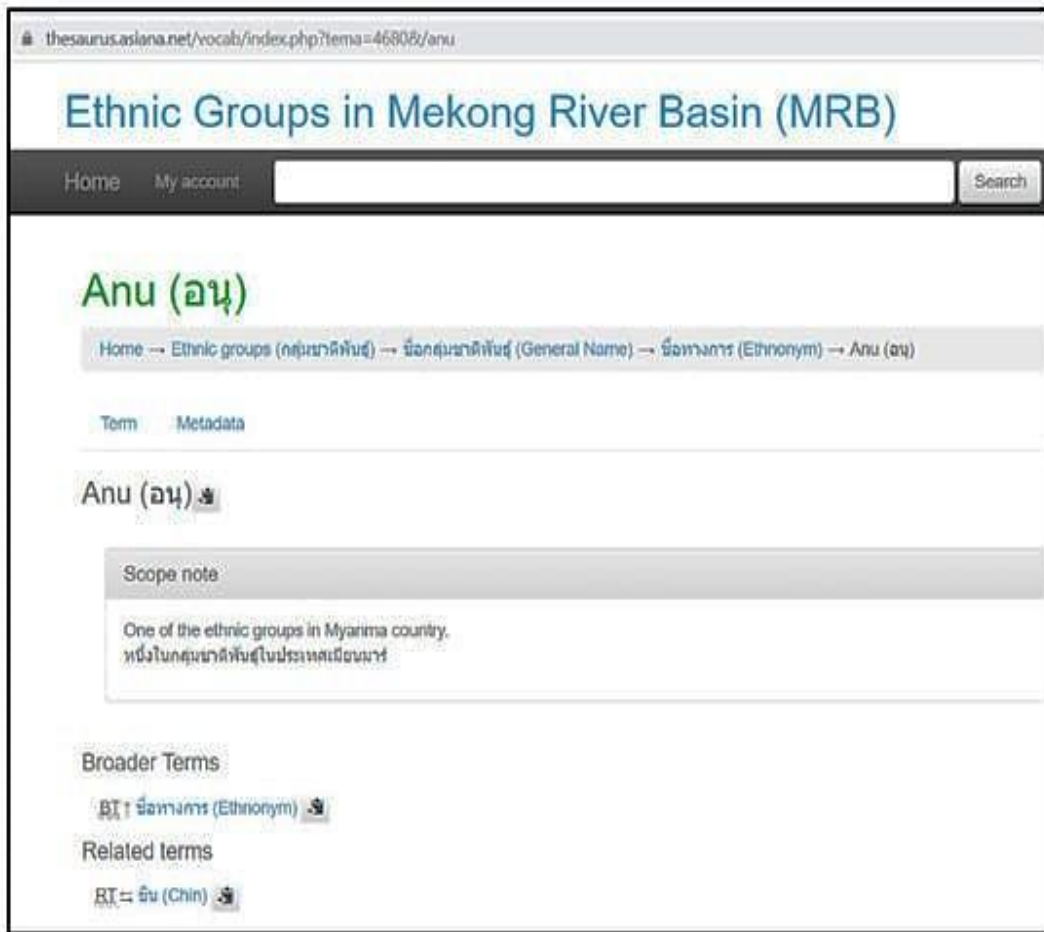 thesaurus.asiana.net/vocab/index.php?tema=4680&/anu
Ethnic Groups in Mekong River Basin (MRB)
Home My account Search
Anu (อนุ)
Home → Ethnic groups (กลุ่มชาติพันธุ์) → ชื่อกลุ่มชาติพันธุ์ (General Name) → ชื่อทางการ (Ethnonym) → Anu (อนุ)
Term Metadata
Anu (อนุ)
Scope note
One of the ethnic groups in Myanma country.
หนึ่งในกลุ่มชาติพันธุ์ในประเทศเมียนมาร์
Broader Terms
BT↑ ชื่อทางการ (Ethnonym)
Related terms
RT⇆ ชิน (Chin)